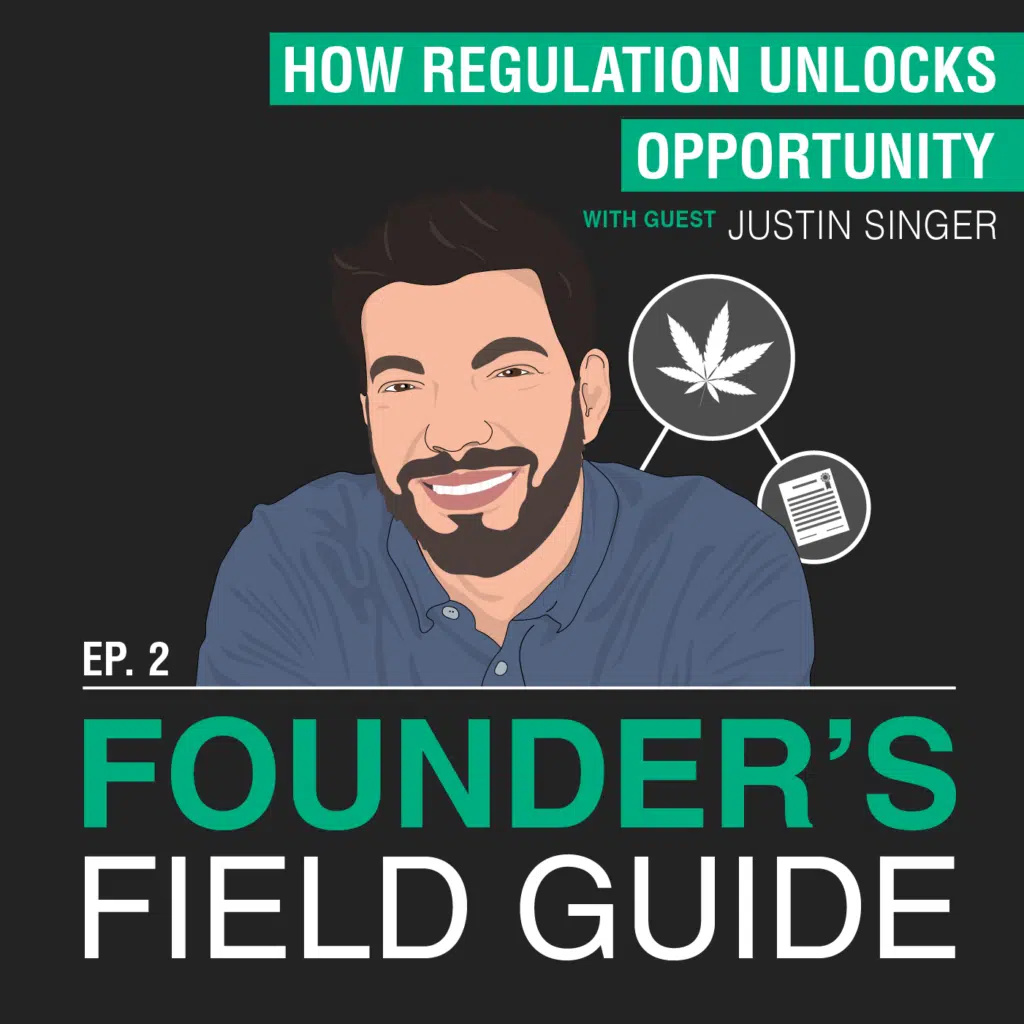 HOW REGULATION UNLOCKS
OPPORTUNITY
WITH GUEST JUSTIN SINGER
EP. 2
FOUNDER'S
FIELD GUIDE